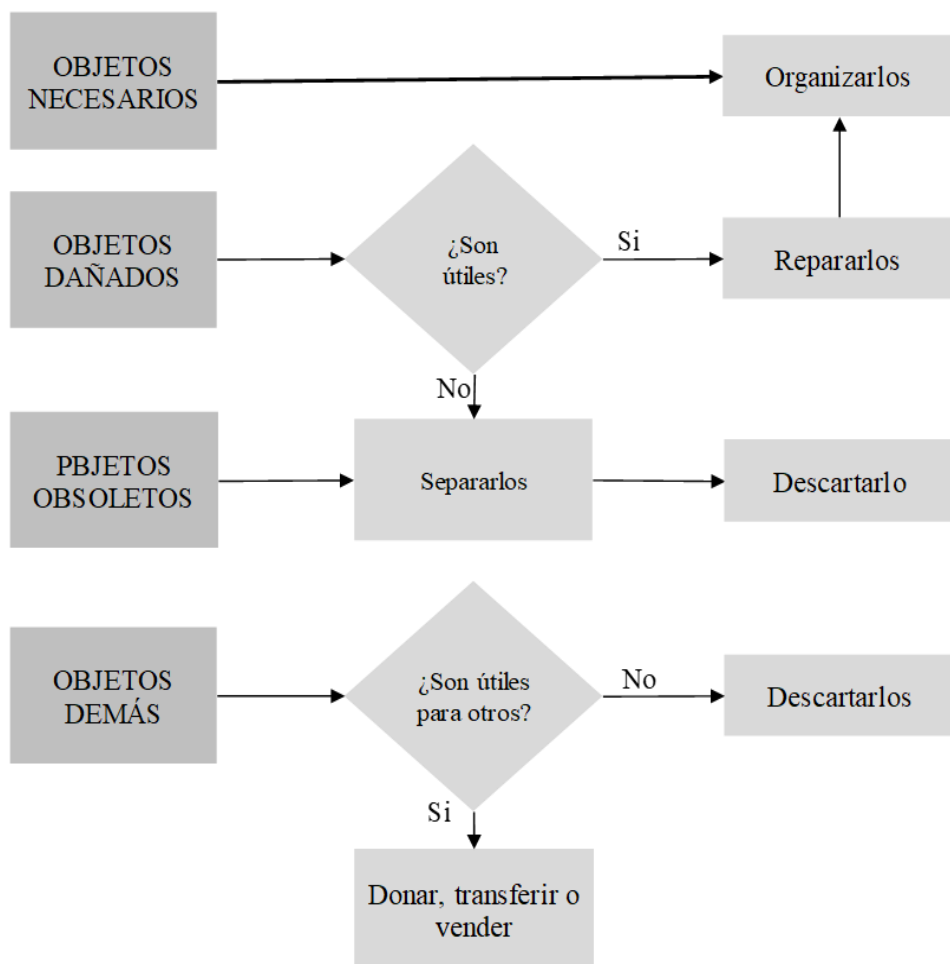 OBJETOS
NECESARIOS
Organizarlos
OBJETOS
DAÑADOS
¿Son
útiles?
Si
Repararlos
No
PBJETOS
OBSOLETOS
Separarlos
Descartarlo
OBJETOS
DEMÁS
¿Son útiles
para otros?
No
Descartarlos
Si
Donar, transferir o
vender